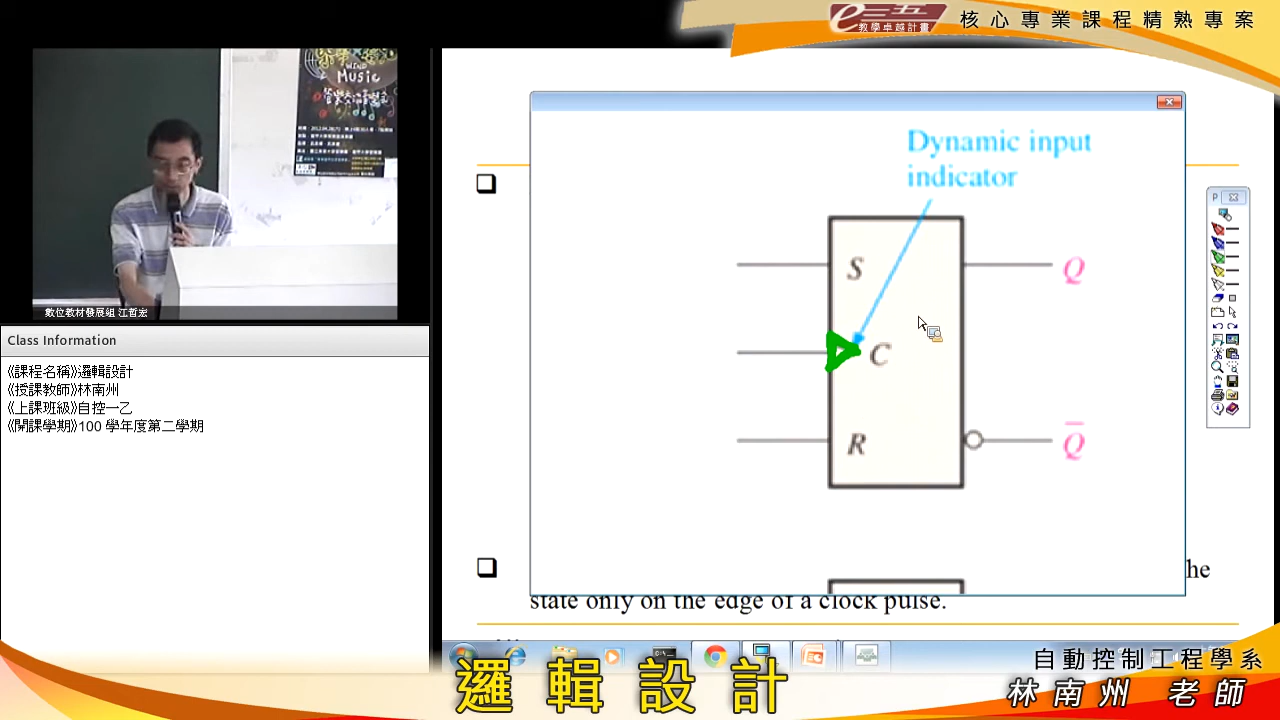 e三五
教學卓越計畫
核心專業課程精熟專案
WIND
Music
數位教材發展組 江哲宏
Class Information
《課程名稱》邏輯設計
《授課教師》林南州
《上課班級》自控一乙
《開課學期》100 學年度第二學期
Dynamic input
indicator
S
Q
C
R
Q̅
he
state only on the edge of a clock pulse.
P
邏輯設計
自動控制工程學系
林南州 老師